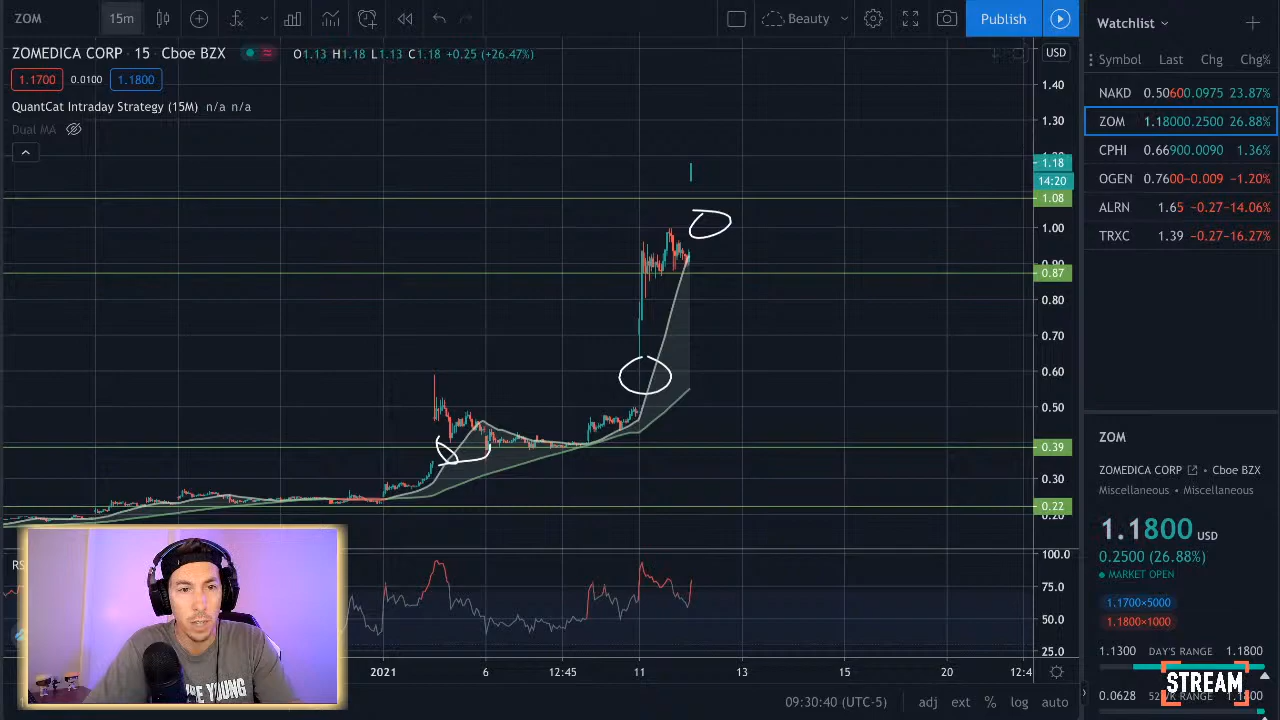 ZOM 15m Beauty Publish
ZOMEDICA CORP · 15 · Cboe BZX O1.13 H1.18 L1.13 C1.18 +0.25 (+26.47%)
1.1700 0.0100 1.1800
QuantCat Intraday Strategy (15M) n/a n/a
Dual MA
USD
1.40
1.30
1.18
14:20
1.08
1.00
0.87
0.80
0.70
0.60
0.50
0.39
0.30
0.22
100.0
75.0
50.0
25.0
2021 6 12:45 11 13 15 20 12:4
09:30:40 (UTC-5) adj ext % log auto
Watchlist
Symbol Last Chg Chg%
NAKD 0.5060 0.0975 23.87%
ZOM 1.1800 0.2500 26.88%
CPHI 0.6690 0.0090 1.36%
OGEN 0.7600 -0.009 -1.20%
ALRN 1.65 -0.27 -14.06%
TRXC 1.39 -0.27 -16.27%
ZOM
ZOMEDICA CORP Cboe BZX
Miscellaneous • Miscellaneous
1.1800 USD
0.2500 (26.88%)
MARKET OPEN
1.1700×5000
1.1800×1000
1.1300 DAY'S RANGE 1.1800
STREAM
0.0628